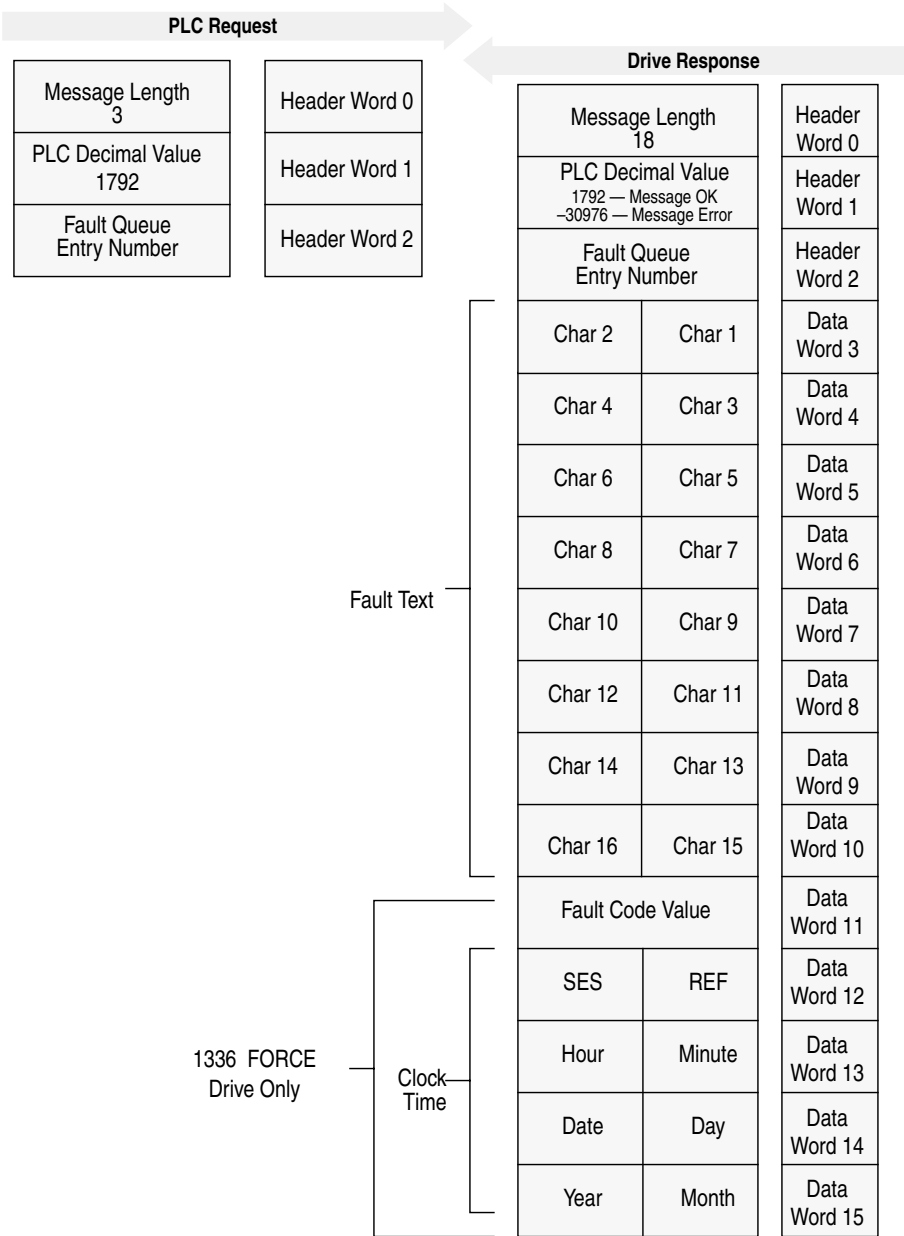 PLC Request
Drive Response
Message Length
3
Header Word 0
PLC Decimal Value
1792
Header Word 1
Fault Queue
Entry Number
Header Word 2
Message Length
18
Header
Word 0
PLC Decimal Value
1792 — Message OK
–30976 — Message Error
Header
Word 1
Fault Queue
Entry Number
Header
Word 2
Fault Text
Char 2
Char 1
Data
Word 3
Char 4
Char 3
Data
Word 4
Char 6
Char 5
Data
Word 5
Char 8
Char 7
Data
Word 6
Char 10
Char 9
Data
Word 7
Char 12
Char 11
Data
Word 8
Char 14
Char 13
Data
Word 9
Char 16
Char 15
Data
Word 10
1336 FORCE
Drive Only
Fault Code Value
Data
Word 11
Clock
Time
SES
REF
Data
Word 12
Hour
Minute
Data
Word 13
Date
Day
Data
Word 14
Year
Month
Data
Word 15